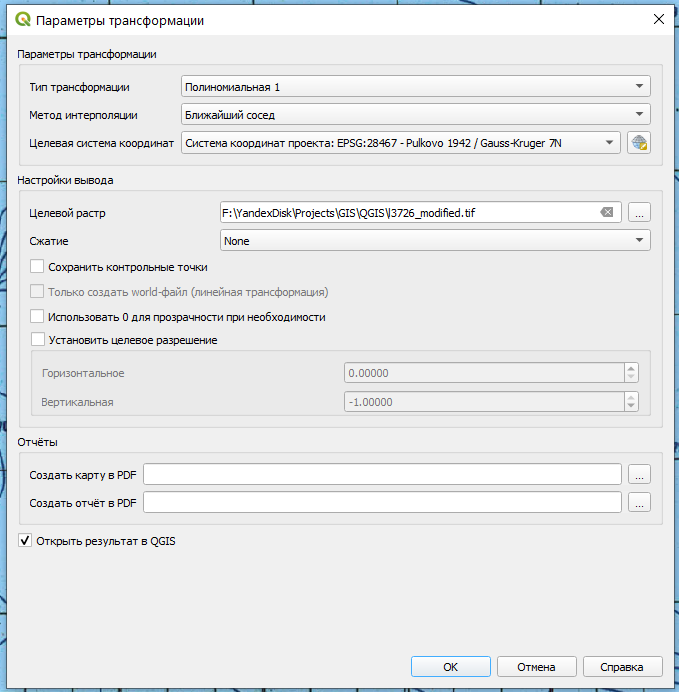 Параметры трансформации
Параметры трансформации
Тип трансформации Полиномиальная 1
Метод интерполяции Ближайший сосед
Целевая система координат Система координат проекта: EPSG:28467 - Pulkovo 1942 / Gauss-Kruger 7N
Настройки вывода
Целевой растр F:\YandexDisk\Projects\GIS\QGIS\l3726_modified.tif ...
Сжатие None
Сохранить контрольные точки
Только создать world-файл (линейная трансформация)
Использовать 0 для прозрачности при необходимости
Установить целевое разрешение
Горизонтальное 0.00000
Вертикальная -1.00000
Отчёты
Создать карту в PDF ...
Создать отчёт в PDF ...
Открыть результат в QGIS
OK Отмена Справка